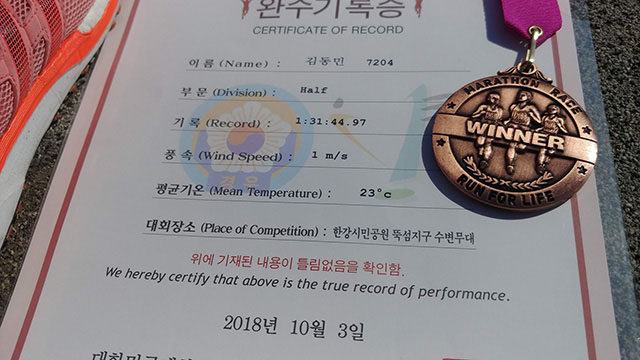 완주기록증
CERTIFICATE OF RECORD
이 름 (Name) : 김동민 7204
부 문 (Division) : Half
기 록 (Record) : 1:31:44.97
풍 속 (Wind Speed) : 1 m/s
평균기온 (Mean Temperature) : 23°c
대회장소 (Place of Competition) : 한강시민공원 뚝섬지구 수변무대
위에 기재된 내용이 틀림없음을 확인함.
We hereby certify that above is the true record of performance.
2018년 10월 3일
MARATHON RACE
WINNER
RUN FOR LIFE